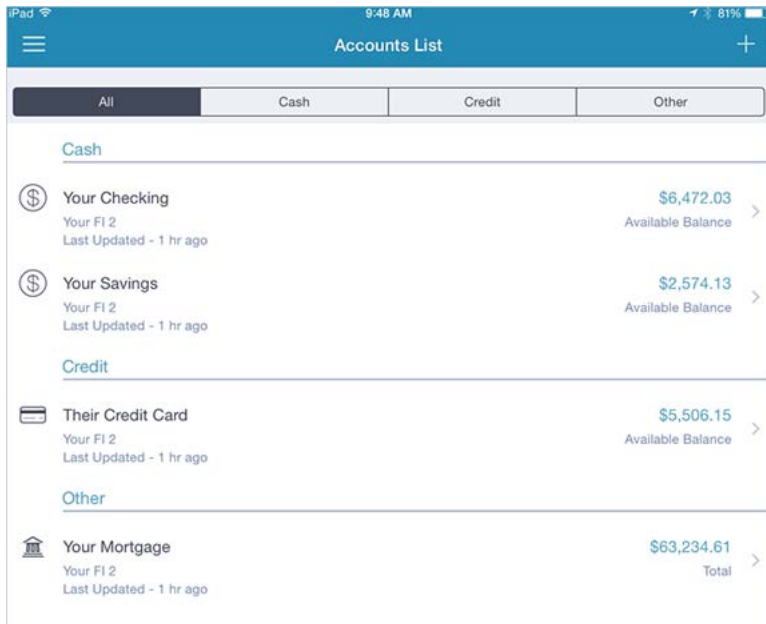 iPad 9:48 AM 81%
Accounts List
All Cash Credit Other
Cash
Your Checking $6,472.03
Your FI 2 Available Balance
Last Updated - 1 hr ago
Your Savings $2,574.13
Your FI 2 Available Balance
Last Updated - 1 hr ago
Credit
Their Credit Card $5,506.15
Your FI 2 Available Balance
Last Updated - 1 hr ago
Other
Your Mortgage $63,234.61
Your FI 2 Total
Last Updated - 1 hr ago